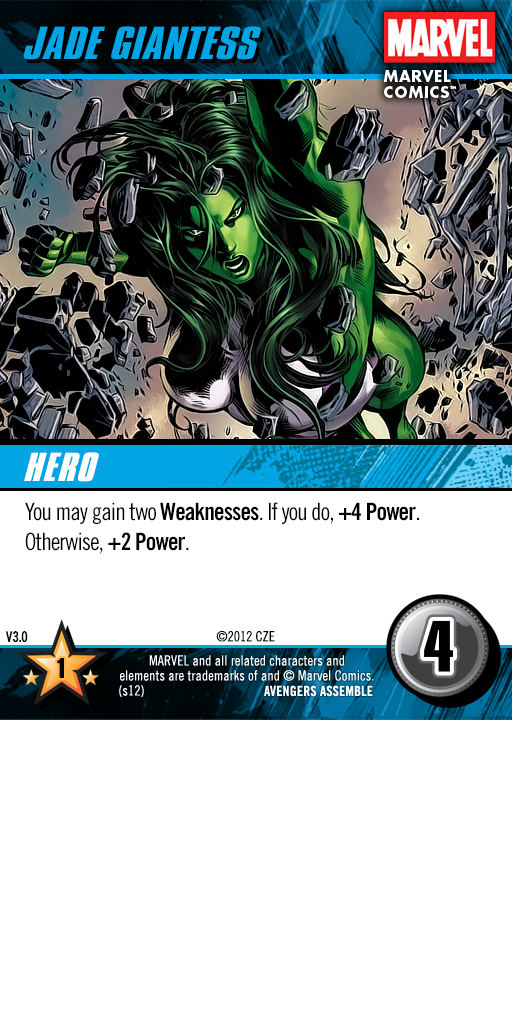 JADE GIANTESS
MARVEL
MARVEL
COMICS™
HERO
You may gain two Weaknesses. If you do, +4 Power.
Otherwise, +2 Power.
V3.0
©2012 CZE
1
4
MARVEL and all related characters and
elements are trademarks of and © Marvel Comics.
(s12) AVENGERS ASSEMBLE